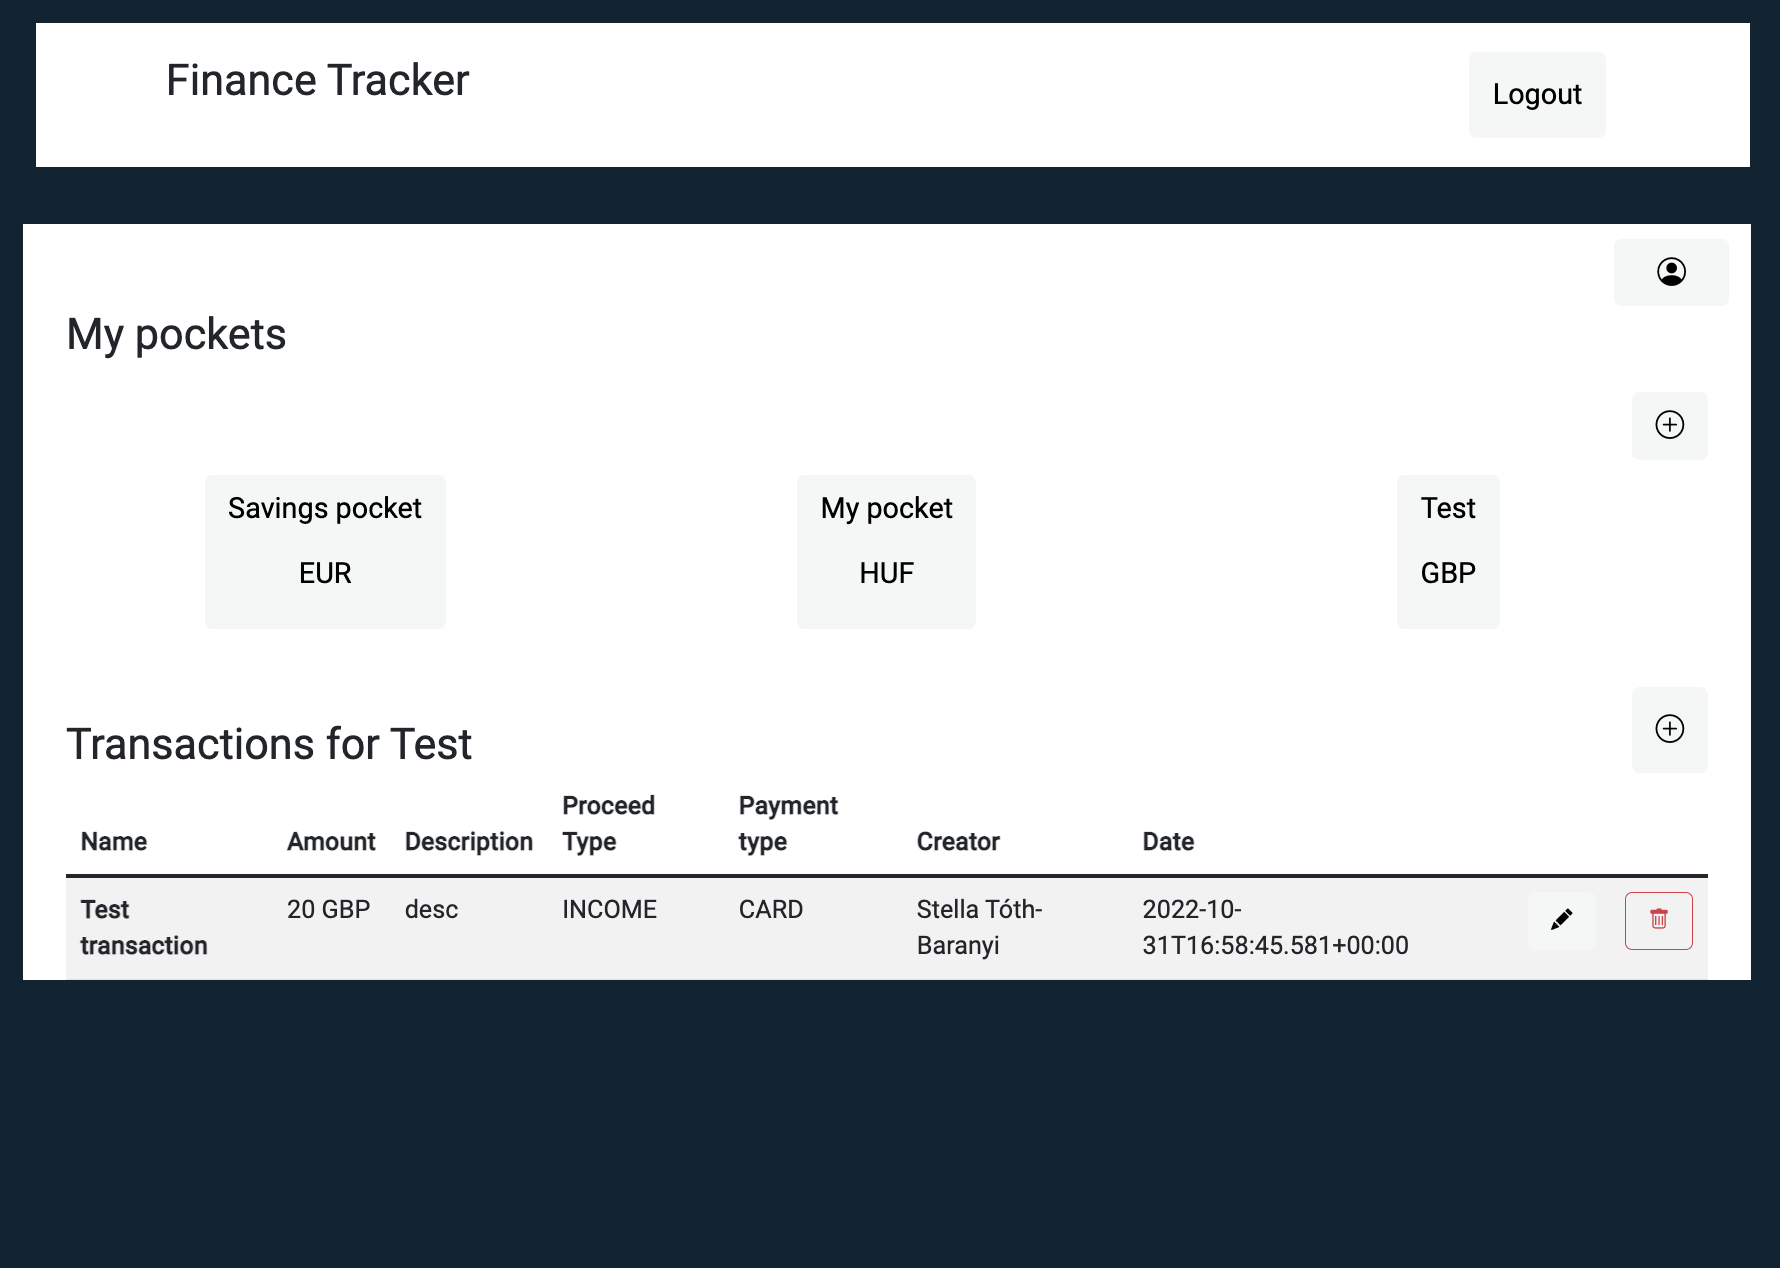 Finance Tracker
Logout
My pockets
Savings pocket
EUR
My pocket
HUF
Test
GBP
Transactions for Test
Name
Amount
Description
Proceed
Type
Payment
type
Creator
Date
Test
transaction
20 GBP
desc
INCOME
CARD
Stella Tóth-
Baranyi
2022-10-
31T16:58:45.581+00:00